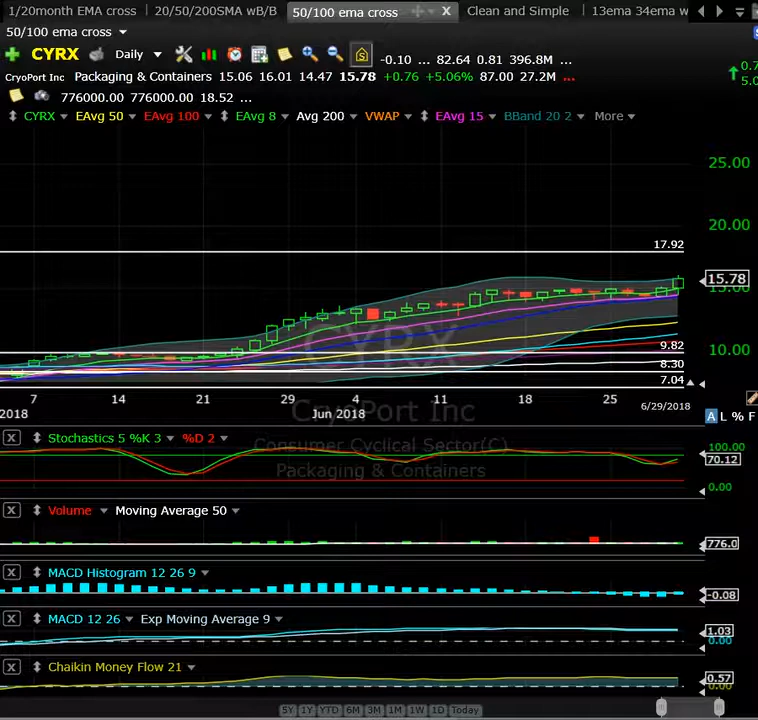 1/20month EMA cross 20/50/200SMA wB/B 50/100 ema cross X Clean and Simple 13ema 34ema w
50/100 ema cross
CYRX Daily -0.10 ... 82.64 0.81 396.8M ...
CryoPort Inc Packaging & Containers 15.06 16.01 14.47 15.78 +0.76 +5.06% 87.00 27.2M ...
776000.00 776000.00 18.52 ...
CYRX EAvg 50 EAvg 100 EAvg 8 Avg 200 VWAP EAvg 15 BBand 20 2 More
25.00
20.00
17.92
15.78
15.00
CYRX
10.00
9.82
8.30
7.04
7 14 21 29 4 11 18 25
2018 Jun 2018 6/29/2018
A L % F
CryoPort Inc
Consumer Cyclical Sector(C)
Packaging & Containers
X Stochastics 5 %K 3 %D 2
100.00
70.12
0.00
X Volume Moving Average 50
776.0
X MACD Histogram 12 26 9
-0.08
X MACD 12 26 Exp Moving Average 9
1.03
0.00
X Chaikin Money Flow 21
0.57
0.00
5Y 1Y YTD 6M 3M 1M 1W 1D Today